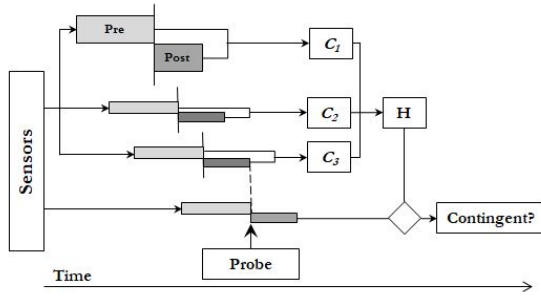 Pre
Post
C1
C2
C3
H
Sensors
Contingent?
Probe
Time